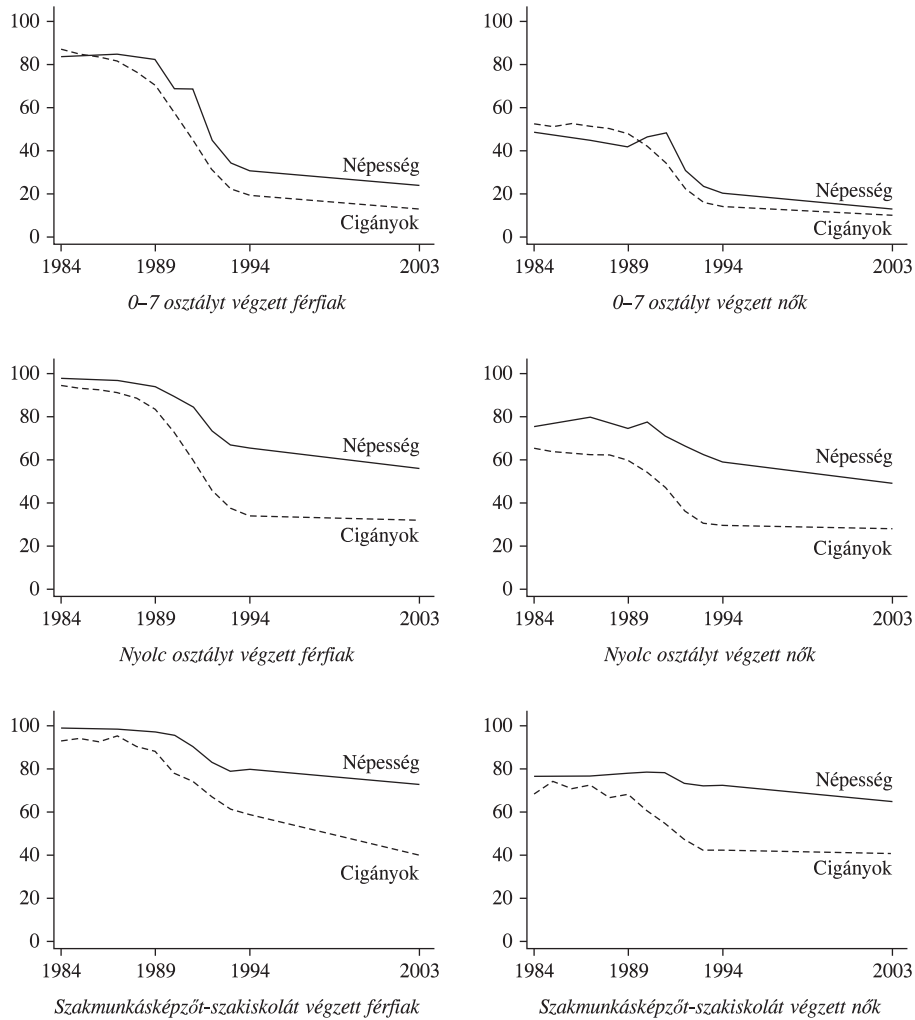 100
80
60
40
20
0
Népesség
Cigányok
1984 1989 1994 2003
0–7 osztályt végzett férfiak
100
80
60
40
20
0
Népesség
Cigányok
1984 1989 1994 2003
0–7 osztályt végzett nők
100
80
60
40
20
0
Népesség
Cigányok
1984 1989 1994 2003
Nyolc osztályt végzett férfiak
100
80
60
40
20
0
Népesség
Cigányok
1984 1989 1994 2003
Nyolc osztályt végzett nők
100
80
60
40
20
0
Népesség
Cigányok
1984 1989 1994 2003
Szakmunkásképzőt-szakiskolát végzett férfiak
100
80
60
40
20
0
Népesség
Cigányok
1984 1989 1994 2003
Szakmunkásképzőt-szakiskolát végzett nők